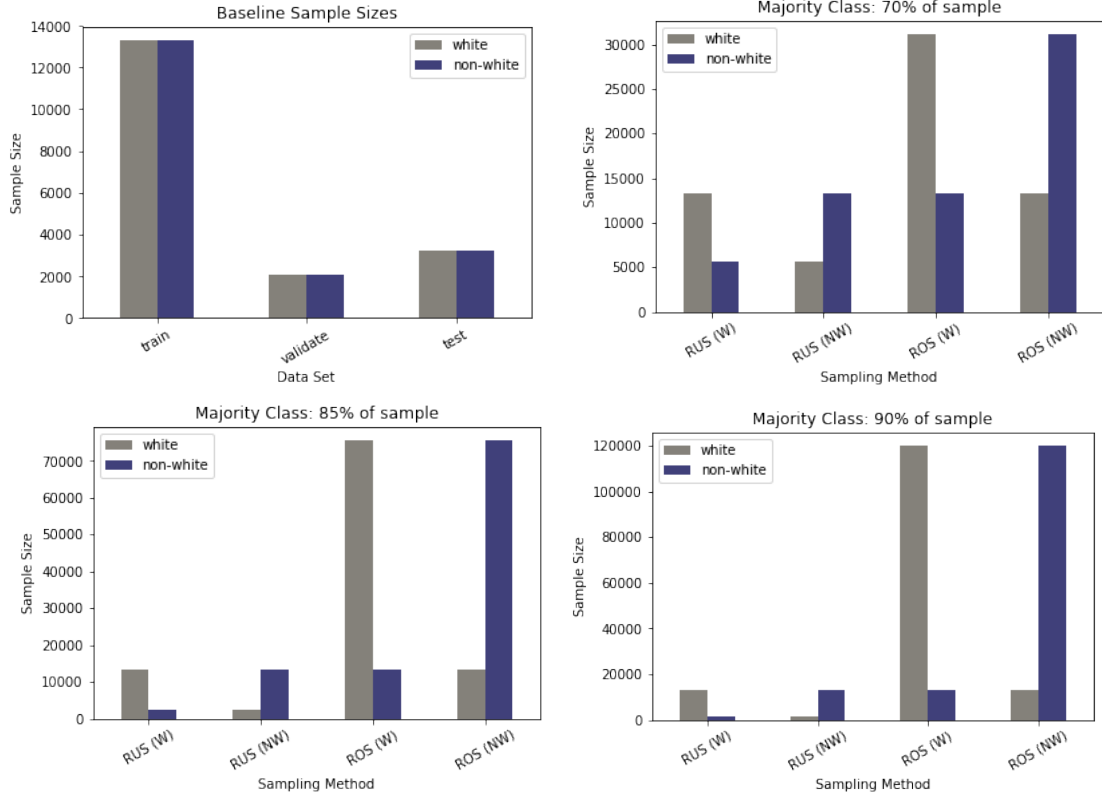 Baseline Sample Sizes
white
non-white
14000
12000
10000
8000
6000
4000
2000
0
Sample Size
train
validate
test
Data Set
Majority Class: 70% of sample
white
non-white
30000
25000
20000
15000
10000
5000
0
Sample Size
RUS (W)
RUS (NW)
ROS (W)
ROS (NW)
Sampling Method
Majority Class: 85% of sample
white
non-white
70000
60000
50000
40000
30000
20000
10000
0
Sample Size
RUS (W)
RUS (NW)
ROS (W)
ROS (NW)
Sampling Method
Majority Class: 90% of sample
white
non-white
120000
100000
80000
60000
40000
20000
0
Sample Size
RUS (W)
RUS (NW)
ROS (W)
ROS (NW)
Sampling Method